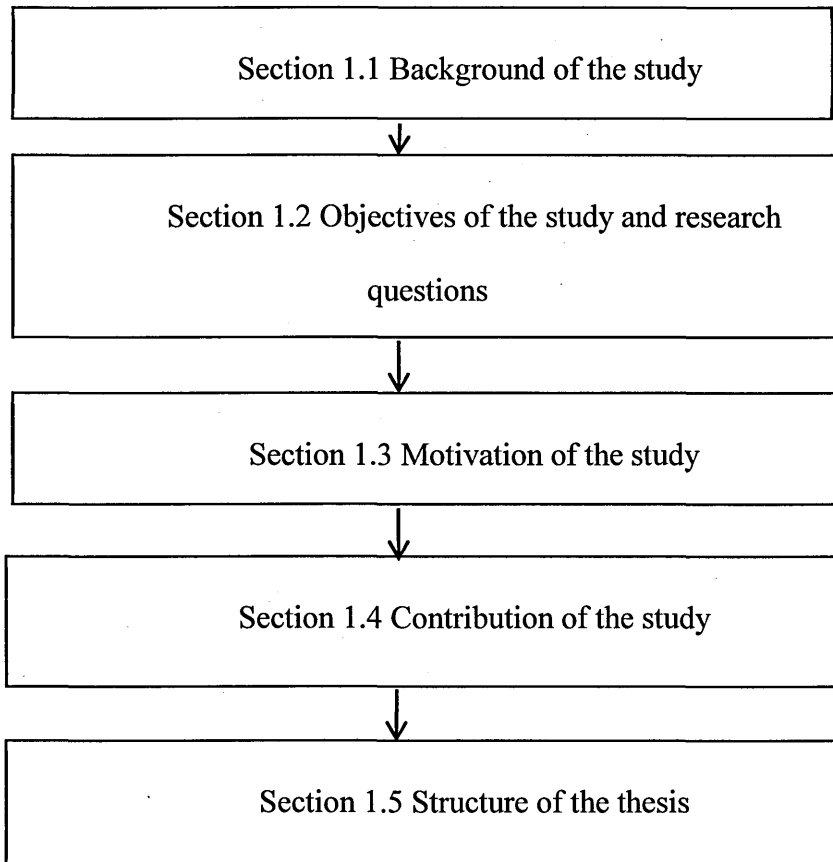 Section 1.1 Background of the study
Section 1.2 Objectives of the study and research
questions
Section 1.3 Motivation of the study
Section 1.4 Contribution of the study
Section 1.5 Structure of the thesis